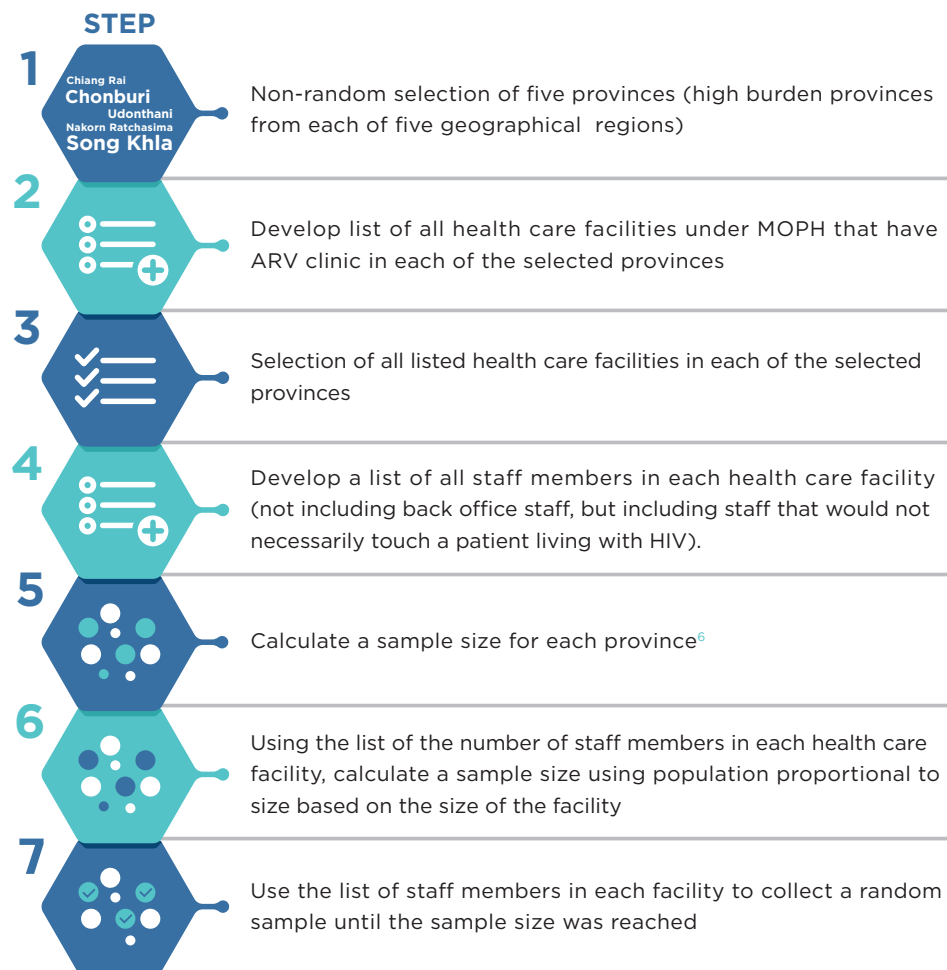 STEP
1
Chiang Rai
Chonburi
Udonthani
Nakorn Ratchasima
Song Khla
Non-random selection of five provinces (high burden provinces
from each of five geographical regions)
2
Develop list of all health care facilities under MOPH that have
ARV clinic in each of the selected provinces
3
Selection of all listed health care facilities in each of the selected
provinces
4
Develop a list of all staff members in each health care facility
(not including back office staff, but including staff that would not
necessarily touch a patient living with HIV).
5
Calculate a sample size for each province⁶
6
Using the list of the number of staff members in each health care
facility, calculate a sample size using population proportional to
size based on the size of the facility
7
Use the list of staff members in each facility to collect a random
sample until the sample size was reached